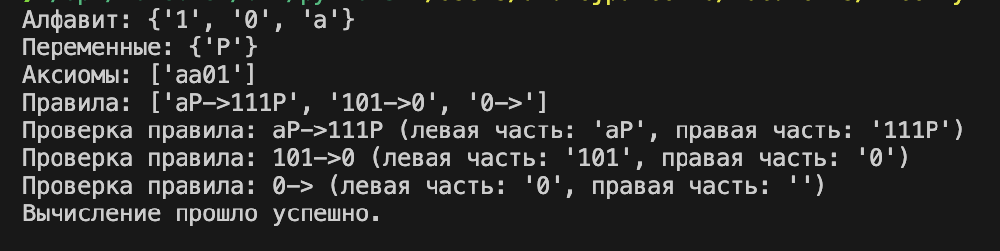 Алфавит: {'1', '0', 'a'}
Переменные: {'P'}
Аксиомы: ['aa01']
Правила: ['aP->111P', '101->0', '0->']
Проверка правила: aP->111P (левая часть: 'aP', правая часть: '111P')
Проверка правила: 101->0 (левая часть: '101', правая часть: '0')
Проверка правила: 0-> (левая часть: '0', правая часть: '')
Вычисление прошло успешно.